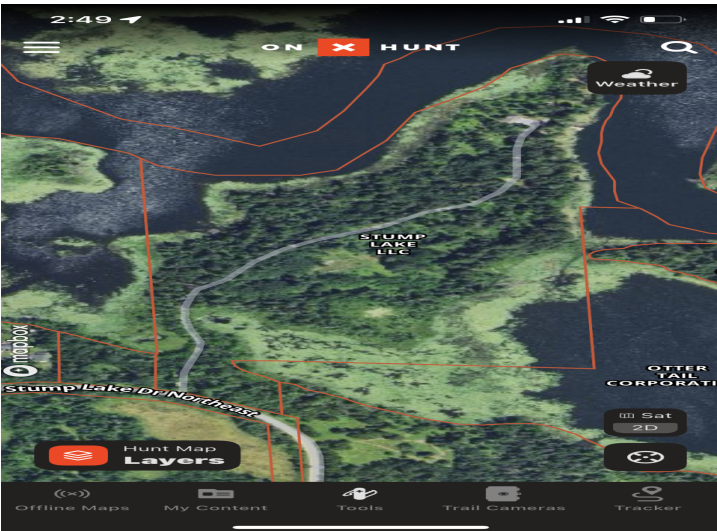 2:49
ON X HUNT
Weather
STUMP
LAKE
LLC
mapbox
OTTER
TAIL
CORPORATI
Stump Lake Dr Northeast
Sat
2D
Hunt Map
Layers
Offline Maps
My Content
Tools
Trail Cameras
Tracker